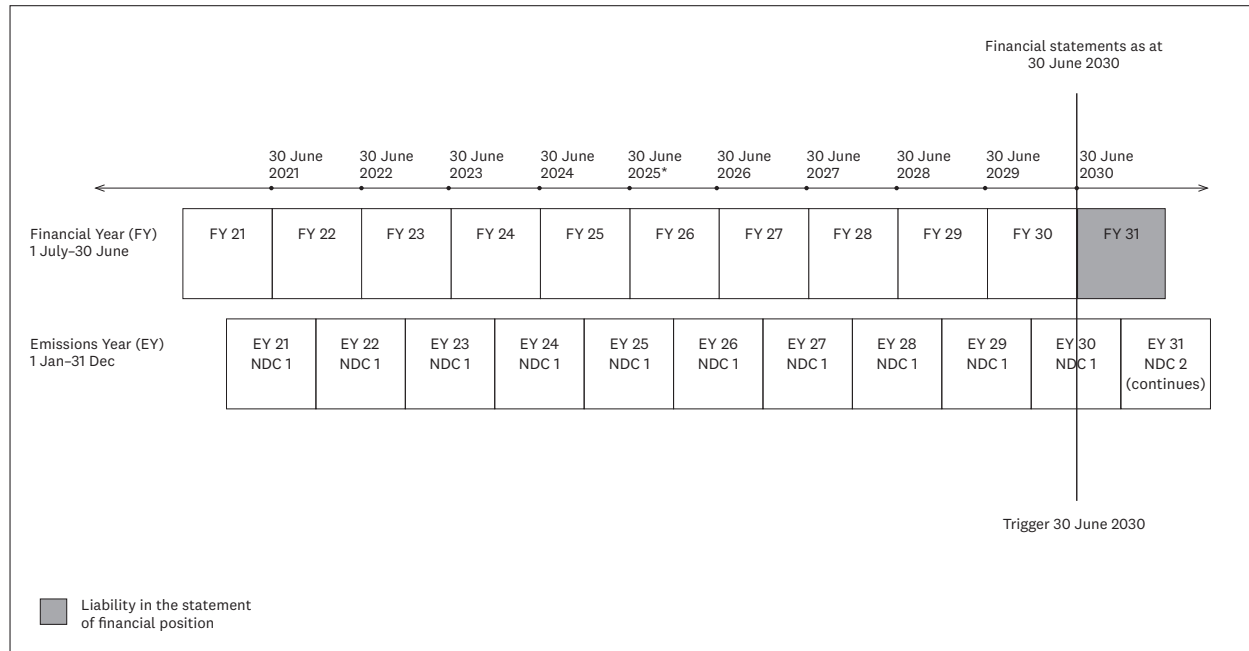 Financial statements as at
30 June 2030
30 June
2021
30 June
2022
30 June
2023
30 June
2024
30 June
2025*
30 June
2026
30 June
2027
30 June
2028
30 June
2029
30 June
2030
Financial Year (FY)
1 July–30 June
FY 21
FY 22
FY 23
FY 24
FY 25
FY 26
FY 27
FY 28
FY 29
FY 30
FY 31
Emissions Year (EY)
1 Jan–31 Dec
EY 21
NDC 1
EY 22
NDC 1
EY 23
NDC 1
EY 24
NDC 1
EY 25
NDC 1
EY 26
NDC 1
EY 27
NDC 1
EY 28
NDC 1
EY 29
NDC 1
EY 30
NDC 1
EY 31
NDC 2
(continues)
Trigger 30 June 2030
Liability in the statement
of financial position